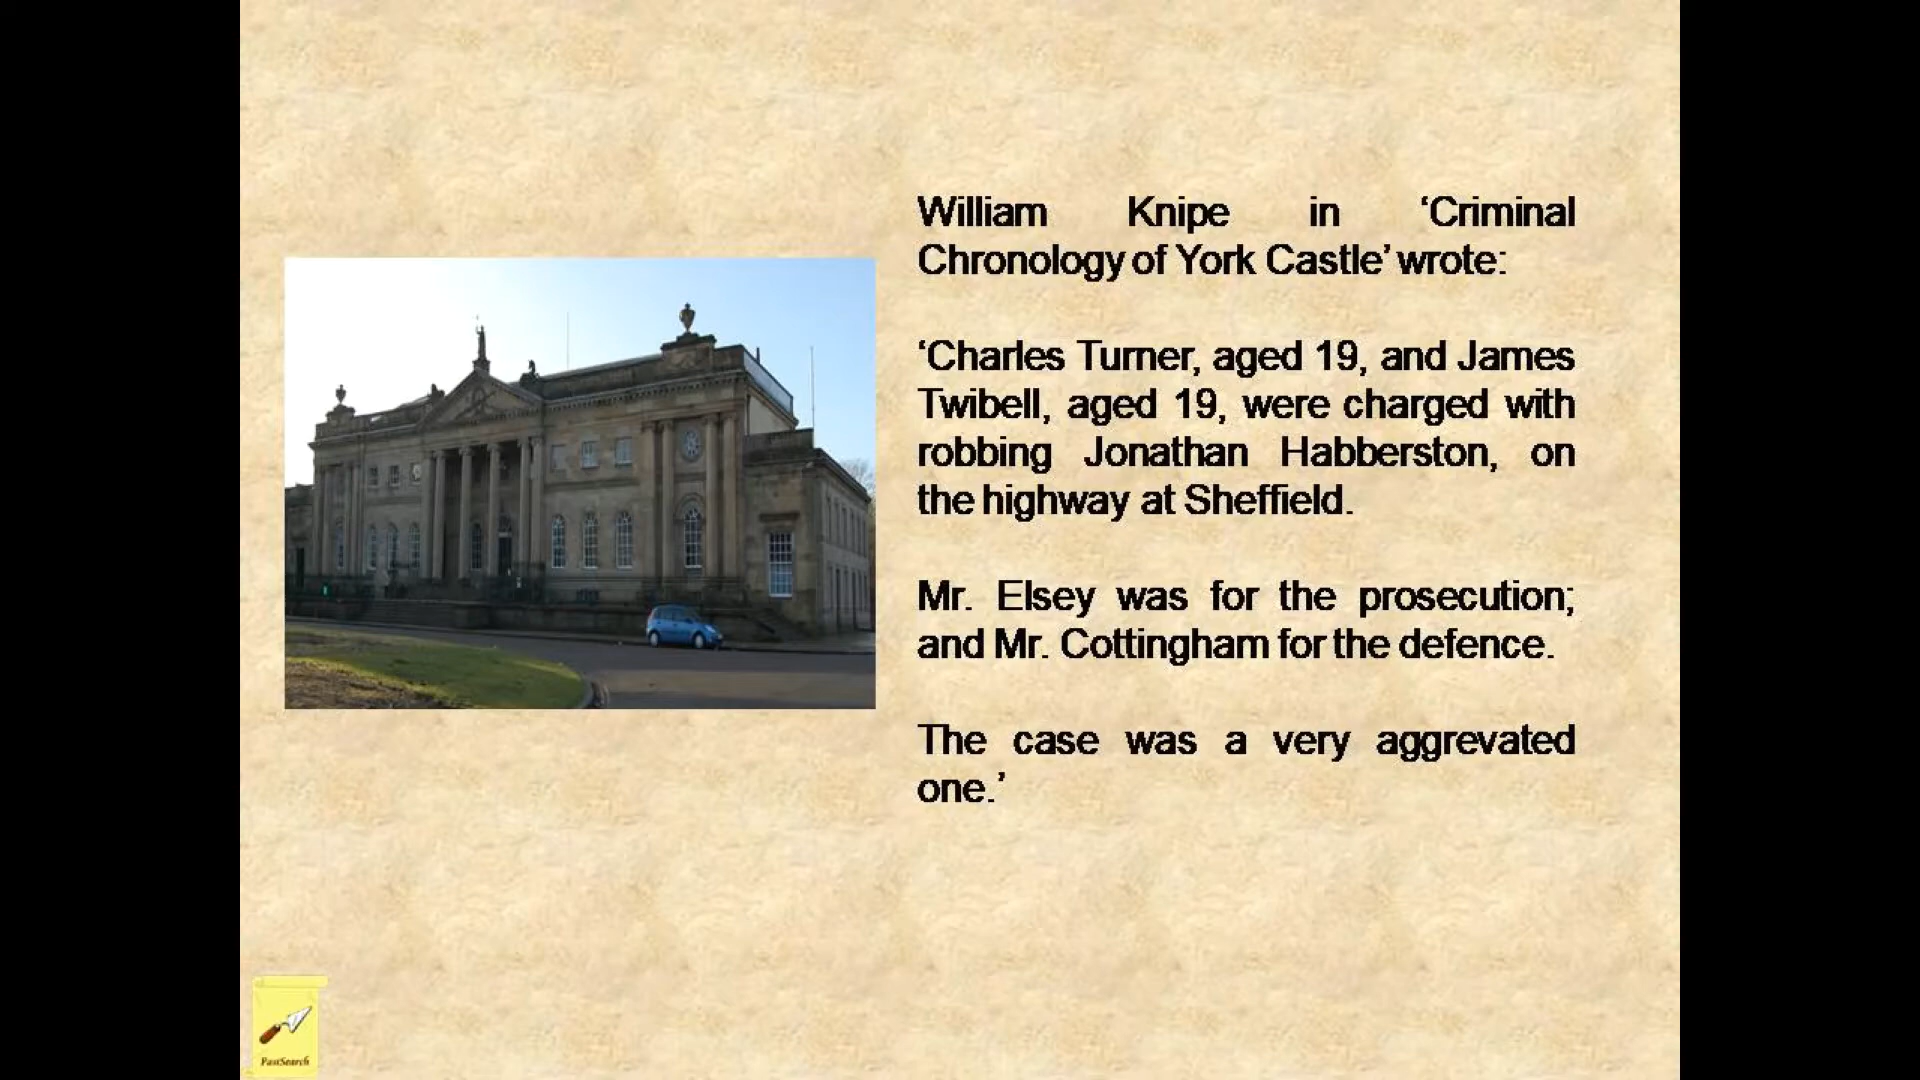 William Knipe in ‘Criminal
Chronology of York Castle’ wrote:
‘Charles Turner, aged 19, and James
Twibell, aged 19, were charged with
robbing Jonathan Habberston, on
the highway at Sheffield.
Mr. Elsey was for the prosecution;
and Mr. Cottingham for the defence.
The case was a very aggrevated
one.’
PastSearch